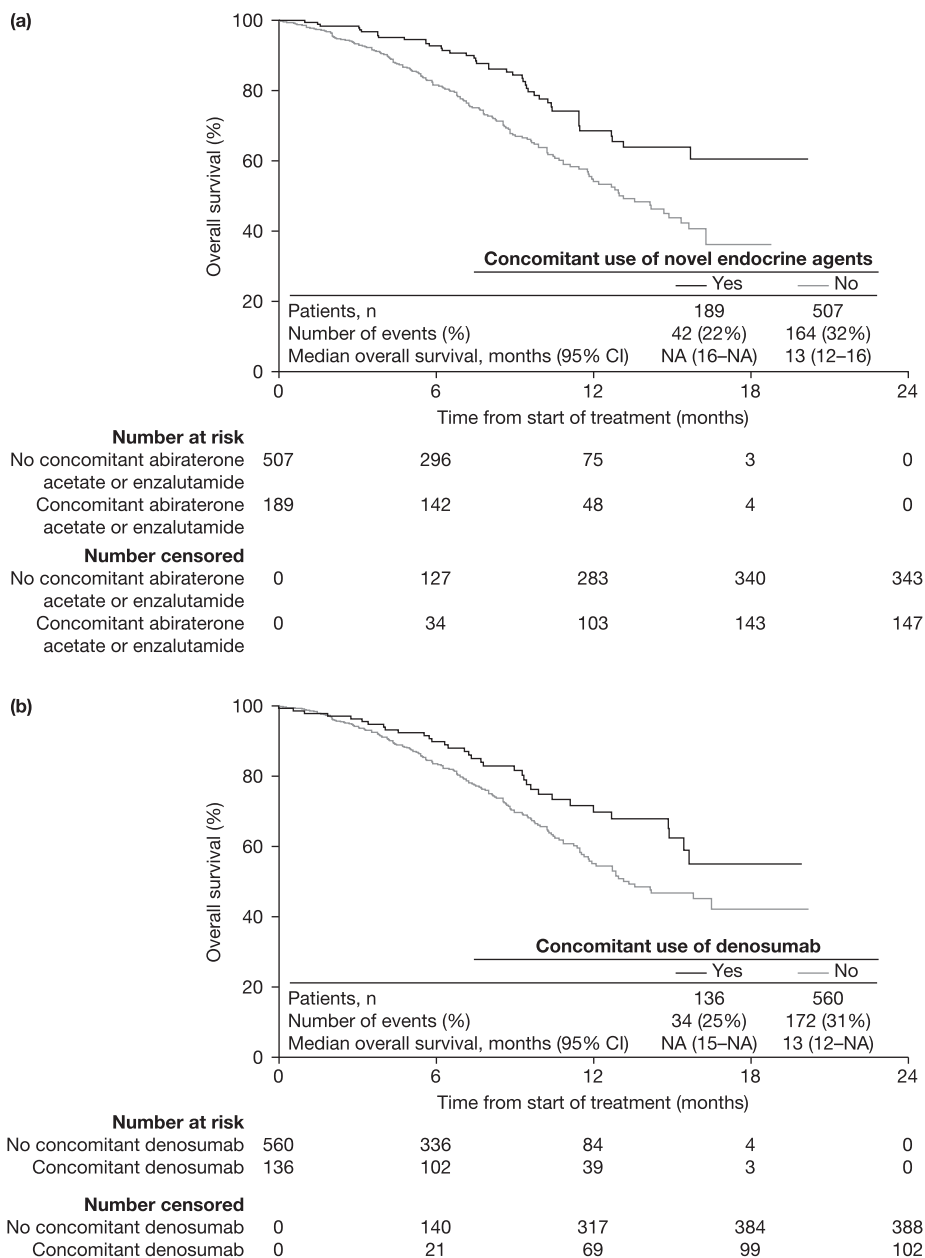 (a)
100
80
60
40
20
0
Overall survival (%)
Concomitant use of novel endocrine agents
Yes No
Patients, n 189 507
Number of events (%) 42 (22%) 164 (32%)
Median overall survival, months (95% CI) NA (16–NA) 13 (12–16)
0 6 12 18 24
Time from start of treatment (months)
Number at risk
No concomitant abiraterone 507 296 75 3 0
acetate or enzalutamide
Concomitant abiraterone 189 142 48 4 0
acetate or enzalutamide
Number censored
No concomitant abiraterone 0 127 283 340 343
acetate or enzalutamide
Concomitant abiraterone 0 34 103 143 147
acetate or enzalutamide
(b)
100
80
60
40
20
0
Overall survival (%)
Concomitant use of denosumab
Yes No
Patients, n 136 560
Number of events (%) 34 (25%) 172 (31%)
Median overall survival, months (95% CI) NA (15–NA) 13 (12–NA)
0 6 12 18 24
Time from start of treatment (months)
Number at risk
No concomitant denosumab 560 336 84 4 0
Concomitant denosumab 136 102 39 3 0
Number censored
No concomitant denosumab 0 140 317 384 388
Concomitant denosumab 0 21 69 99 102